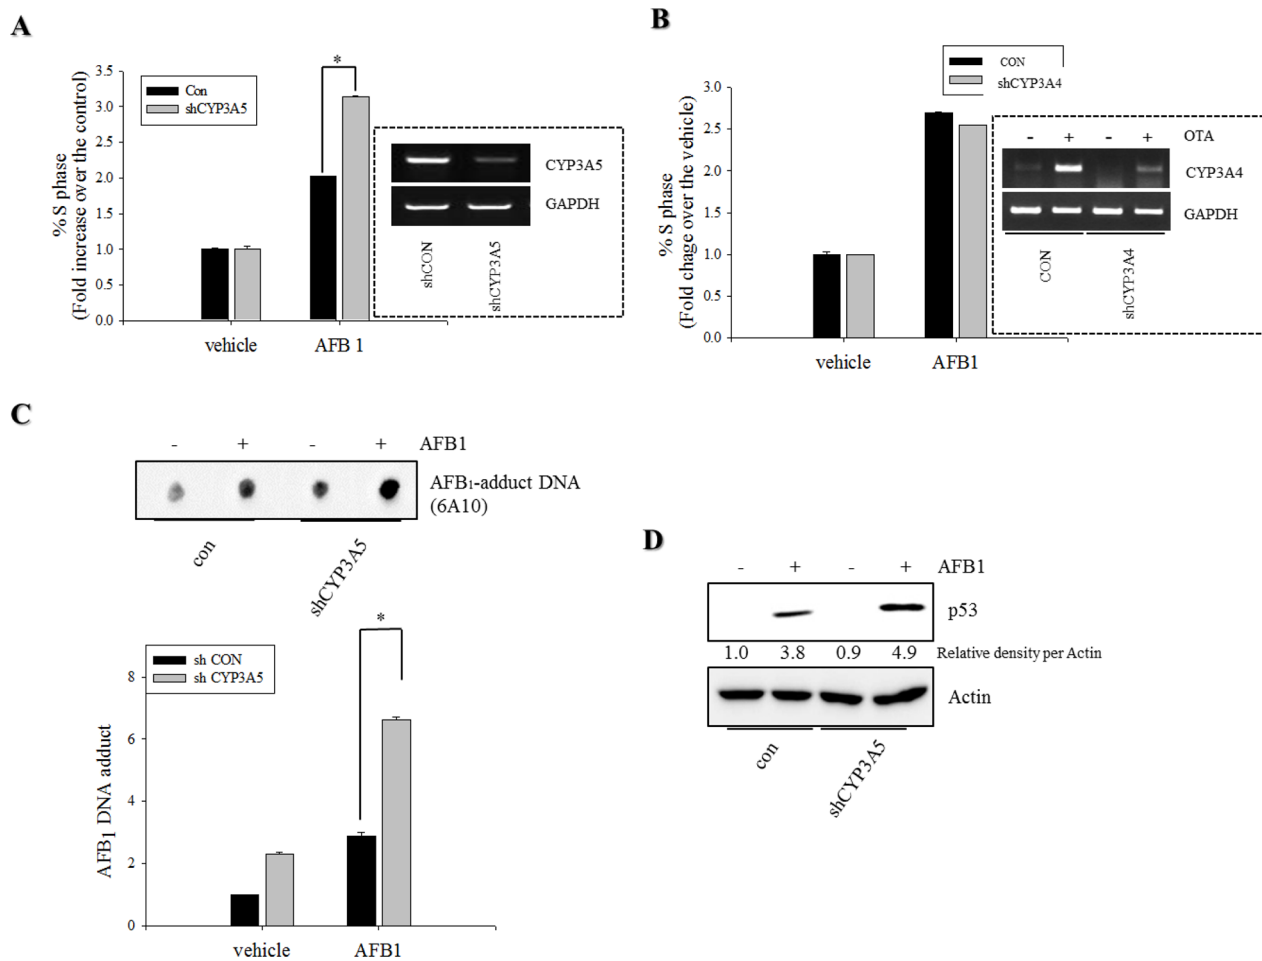 A
%S phase
(Fold increase over the control)
3.5
3.0
2.5
2.0
1.5
1.0
0.5
0.0
Con
shCYP3A5
*
vehicle
AFB 1
CYP3A5
GAPDH
shCON
shCYP3A5
B
%S phase
(Fold chage over the vehicle)
3.0
2.5
2.0
1.5
1.0
0.5
0.0
CON
shCYP3A4
vehicle
AFB1
- + - + OTA
CYP3A4
GAPDH
CON
shCYP3A4
C
- + - + AFB1
AFB1-adduct DNA
(6A10)
con
shCYP3A5
AFB1 DNA adduct
8
6
4
2
0
sh CON
sh CYP3A5
*
vehicle
AFB1
D
- + - + AFB1
p53
1.0 3.8 0.9 4.9 Relative density per Actin
Actin
con
shCYP3A5